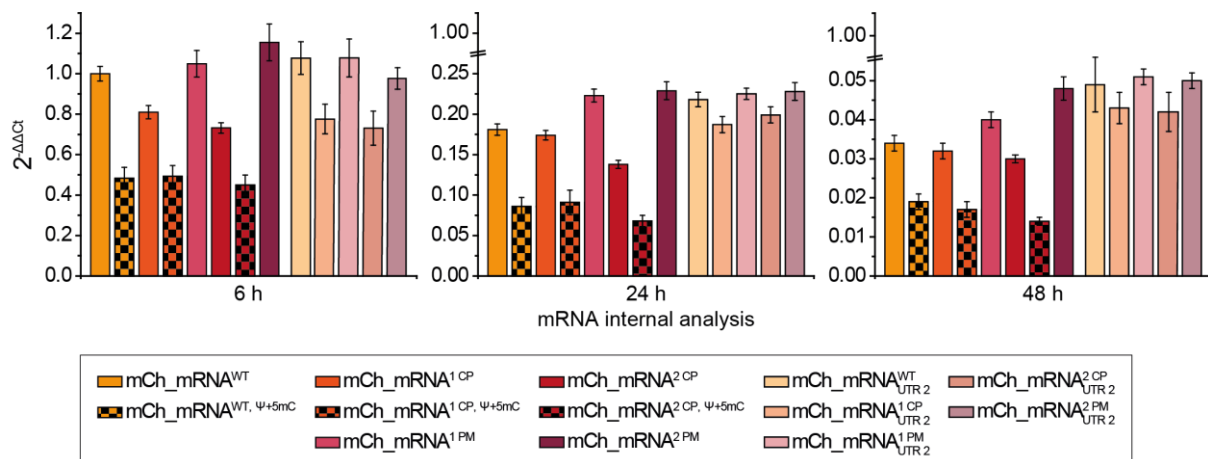 2^-ΔΔCt
1.2
1.0
0.8
0.6
0.4
0.2
0.0
6 h
1.00
0.25
0.20
0.15
0.10
0.05
0.00
24 h
1.00
0.05
0.04
0.03
0.02
0.01
0.00
48 h
mRNA internal analysis
mCh_mRNA^WT
mCh_mRNA^1 CP
mCh_mRNA^2 CP
mCh_mRNA^WT_UTR 2
mCh_mRNA^2 CP_UTR 2
mCh_mRNA^WT, Ψ+5mC
mCh_mRNA^1 CP, Ψ+5mC
mCh_mRNA^2 CP, Ψ+5mC
mCh_mRNA^1 CP_UTR 2
mCh_mRNA^2 PM_UTR 2
mCh_mRNA^1 PM
mCh_mRNA^2 PM
mCh_mRNA^1 PM_UTR 2